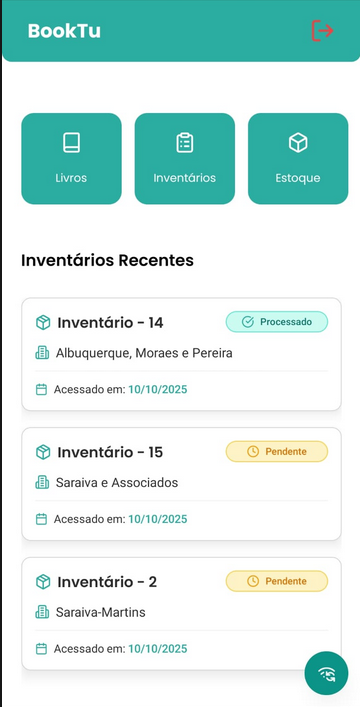 BookTu
Livros
Inventários
Estoque
Inventários Recentes
Inventário - 14
Processado
Albuquerque, Moraes e Pereira
Acessado em: 10/10/2025
Inventário - 15
Pendente
Saraiva e Associados
Acessado em: 10/10/2025
Inventário - 2
Pendente
Saraiva-Martins
Acessado em: 10/10/2025